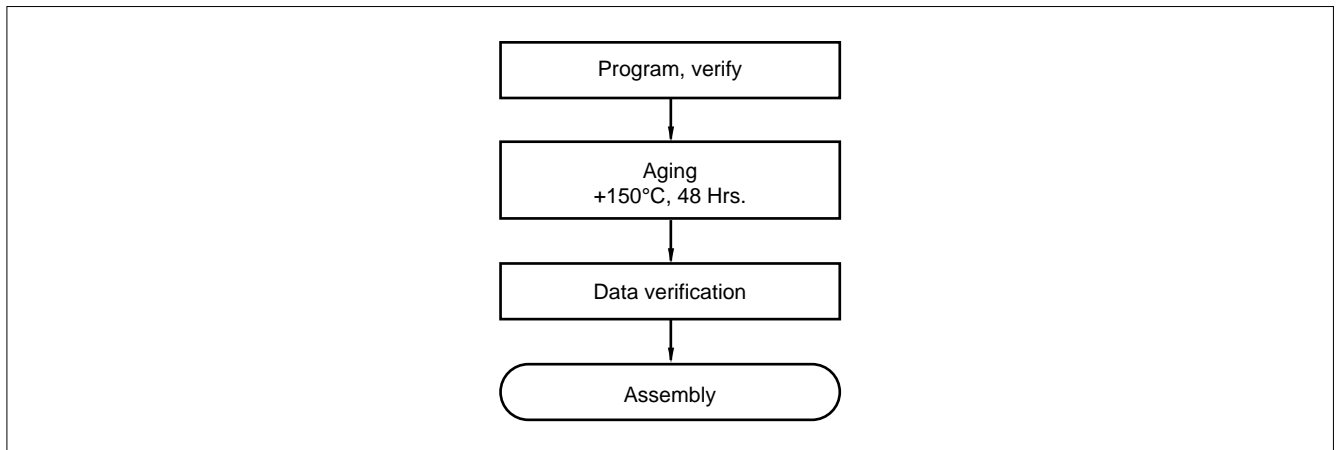 Program, verify
Aging
+150°C, 48 Hrs.
Data verification
Assembly